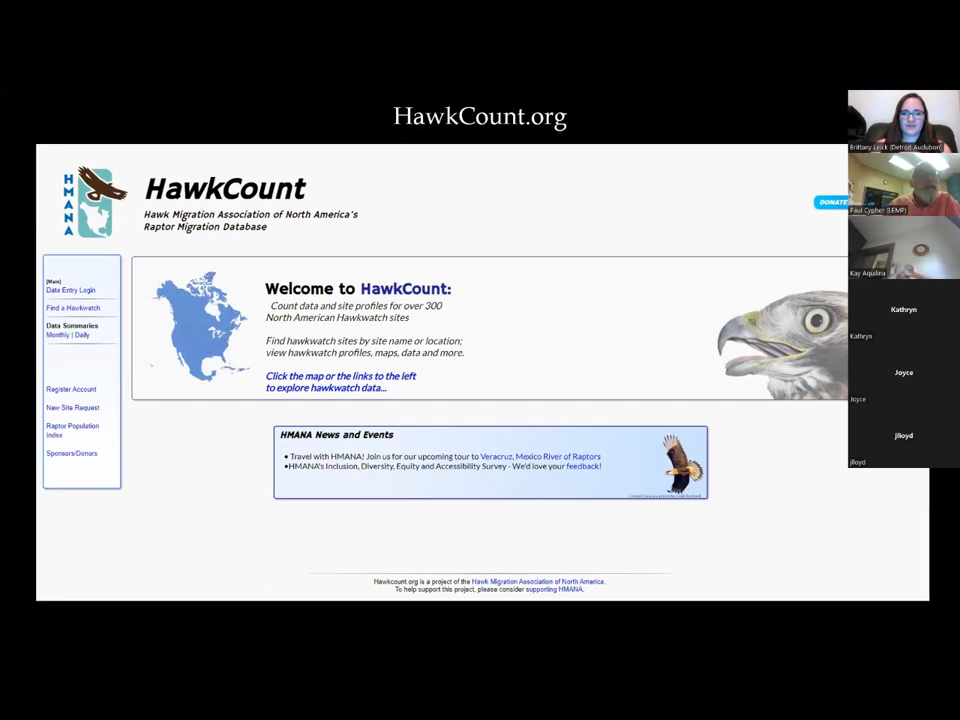 HawkCount.org
HMANA
HawkCount
Hawk Migration Association of North America's
Raptor Migration Database
DONATE
[Main]
Data Entry Login
Find a Hawkwatch
Data Summaries
Monthly | Daily
Register Account
New Site Request
Raptor Population
Index
Sponsors/Donors
Welcome to HawkCount:
Count data and site profiles for over 300
North American Hawkwatch sites
Find hawkwatch sites by site name or location;
view hawkwatch profiles, maps, data and more.
Click the map or the links to the left
to explore hawkwatch data...
HMANA News and Events
• Travel with HMANA! Join us for our upcoming tour to Veracruz, Mexico River of Raptors
•HMANA's Inclusion, Diversity, Equity and Accessibility Survey - We'd love your feedback!
Hawkcount.org is a project of the Hawk Migration Association of North America.
To help support this project, please consider supporting HMANA.
Brittany Leick (Detroit Audubon)
Paul Cypher (LEMP)
Kay Aquilina
Kathryn
Kathryn
Joyce
Joyce
jlloyd
jlloyd